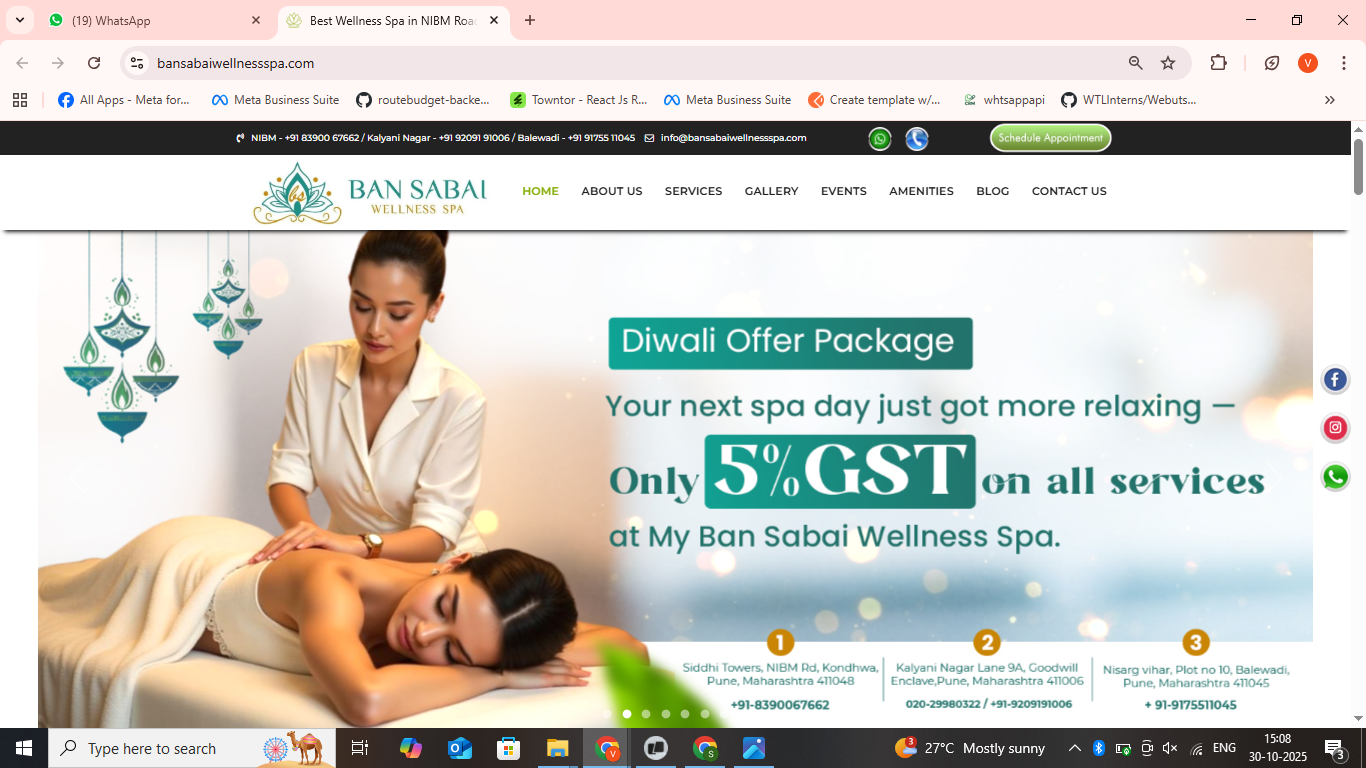 (19) WhatsApp
Best Wellness Spa in NIBM Roa
bansabaiwellnessspa.com
V
All Apps - Meta for...
Meta Business Suite
routebudget-backe...
Towntor - React Js R...
Meta Business Suite
Create template w/...
whtsappapi
WTLInterns/Webuts...
NIBM - +91 83900 67662 / Kalyani Nagar - +91 92091 91006 / Balewadi - +91 91755 11045
info@bansabaiwellnessspa.com
Schedule Appointment
BAN SABAI
WELLNESS SPA
HOME
ABOUT US
SERVICES
GALLERY
EVENTS
AMENITIES
BLOG
CONTACT US
Diwali Offer Package
Your next spa day just got more relaxing —
Only 5% GST on all services
at My Ban Sabai Wellness Spa.
1
Siddhi Towers, NIBM Rd, Kondhwa,
Pune, Maharashtra 411048
+91-8390067662
2
Kalyani Nagar Lane 9A, Goodwill
Enclave,Pune, Maharashtra 411006
020-29980322 / +91-9209191006
3
Nisarg vihar, Plot no 10, Balewadi,
Pune, Maharashtra 411045
+ 91-9175511045
Type here to search
3
27°C Mostly sunny
ENG
15:08
30-10-2025
3